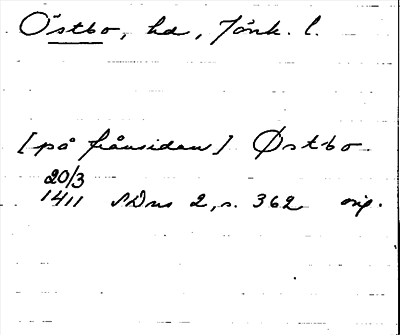 Östbo, hd, Jönk. l.
[på frånsidan] Østbo
20/3
1411 SDns 2, s. 362 orig.